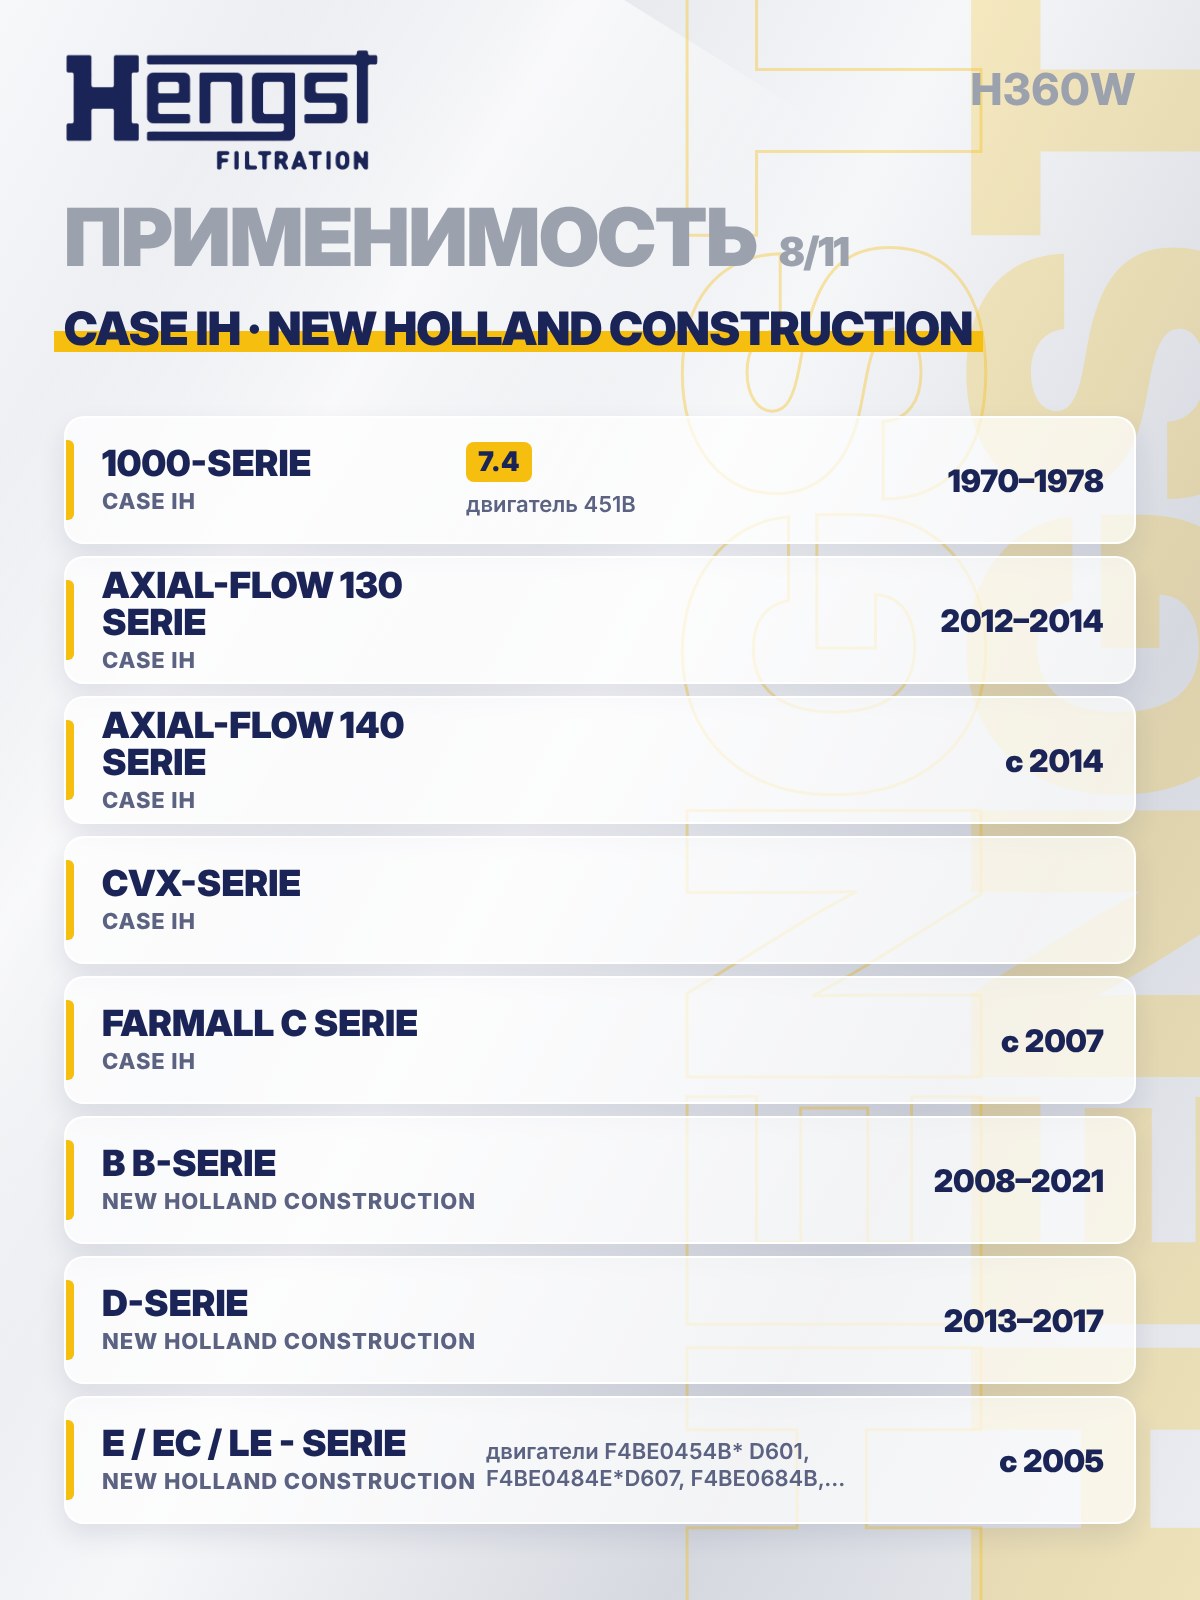 Hengst
FILTRATION
H360W
ПРИМЕНИМОСТЬ 8/11
CASE IH · NEW HOLLAND CONSTRUCTION
1000-SERIE
CASE IH
7.4
двигатель 451B
1970–1978
AXIAL-FLOW 130
SERIE
CASE IH
2012–2014
AXIAL-FLOW 140
SERIE
CASE IH
с 2014
CVX-SERIE
CASE IH
FARMALL C SERIE
CASE IH
с 2007
B B-SERIE
NEW HOLLAND CONSTRUCTION
2008–2021
D-SERIE
NEW HOLLAND CONSTRUCTION
2013–2017
E / EC / LE - SERIE
NEW HOLLAND CONSTRUCTION
двигатели F4BE0454B* D601,
F4BE0484E*D607, F4BE0684B,...
с 2005
HENGST
HENGST